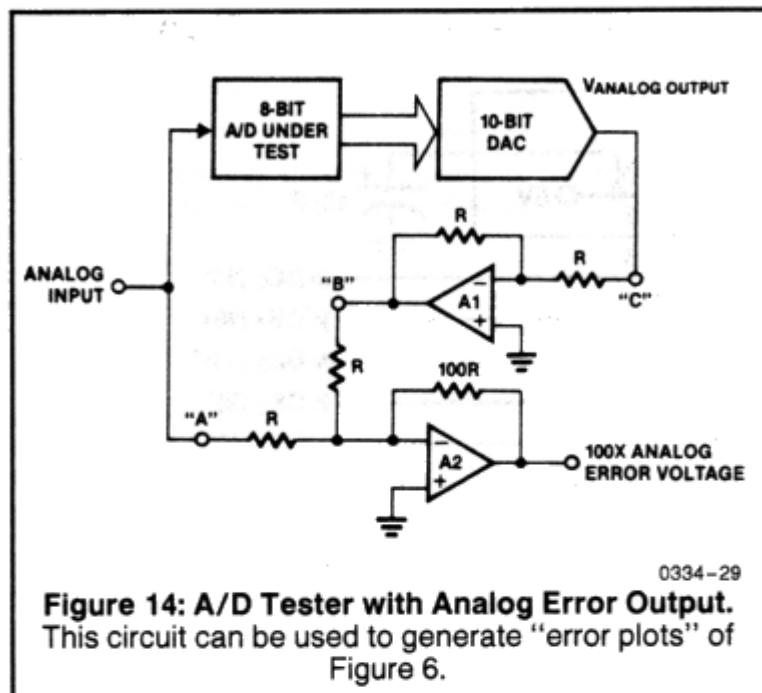 8-BIT
A/D UNDER
TEST
10-BIT
DAC
VANALOG OUTPUT
R
R
ANALOG
INPUT
"B"
A1
−
+
"C"
R
100R
"A"
R
−
A2
+
100X ANALOG
ERROR VOLTAGE
0334–29
Figure 14: A/D Tester with Analog Error Output.
This circuit can be used to generate "error plots" of
Figure 6.